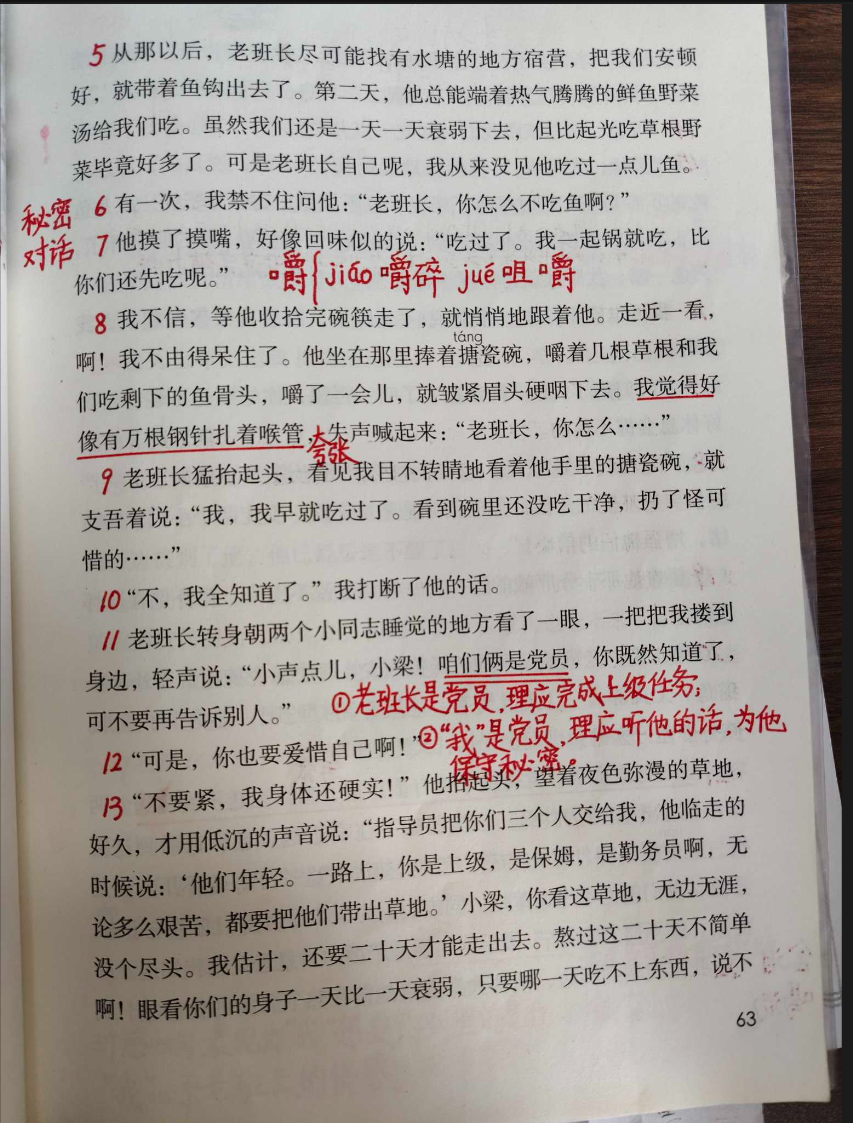 5 从那以后，老班长尽可能找有水塘的地方宿营，把我们安顿
好，就带着鱼钩出去了。第二天，他总能端着热气腾腾的鲜鱼野菜
汤给我们吃。虽然我们还是一天一天衰弱下去，但比起光吃草根野
菜毕竟好多了。可是老班长自己呢，我从来没见他吃过一点儿鱼。
秘密
对话
6 有一次，我禁不住问他：“老班长，你怎么不吃鱼啊？”
7 他摸了摸嘴，好像回味似的说：“吃过了。我一起锅就吃，比
你们还先吃呢。”
嚼{jiáo 嚼碎 jué 咀嚼
8 我不信，等他收拾完碗筷走了，就悄悄地跟着他。走近一看，
táng
啊！我不由得呆住了。他坐在那里捧着搪瓷碗，嚼着几根草根和我
们吃剩下的鱼骨头，嚼了一会儿，就皱紧眉头硬咽下去。我觉得好
像有万根钢针扎着喉管，失声喊起来：“老班长，你怎么……”
夸张
9 老班长猛抬起头，看见我目不转睛地看着他手里的搪瓷碗，就
支吾着说：“我，我早就吃过了。看到碗里还没吃干净，扔了怪可
惜的……”
10 “不，我全知道了。”我打断了他的话。
11 老班长转身朝两个小同志睡觉的地方看了一眼，一把把我搂到
身边，轻声说：“小声点儿，小梁！咱们俩是党员，你既然知道了，
可不要再告诉别人。”
①老班长是党员，理应完成上级任务；
12 “可是，你也要爱惜自己啊！”
②“我”是党员，理应听他的话，为他
保守秘密。
13 “不要紧，我身体还硬实！”他抬起头，望着夜色弥漫的草地，
好久，才用低沉的声音说：“指导员把你们三个人交给我，他临走的
时候说：‘他们年轻。一路上，你是上级，是保姆，是勤务员啊，无
论多么艰苦，都要把他们带出草地。’小梁，你看这草地，无边无涯，
没个尽头。我估计，还要二十天才能走出去。熬过这二十天不简单
啊！眼看你们的身子一天比一天衰弱，只要哪一天吃不上东西，说不
63